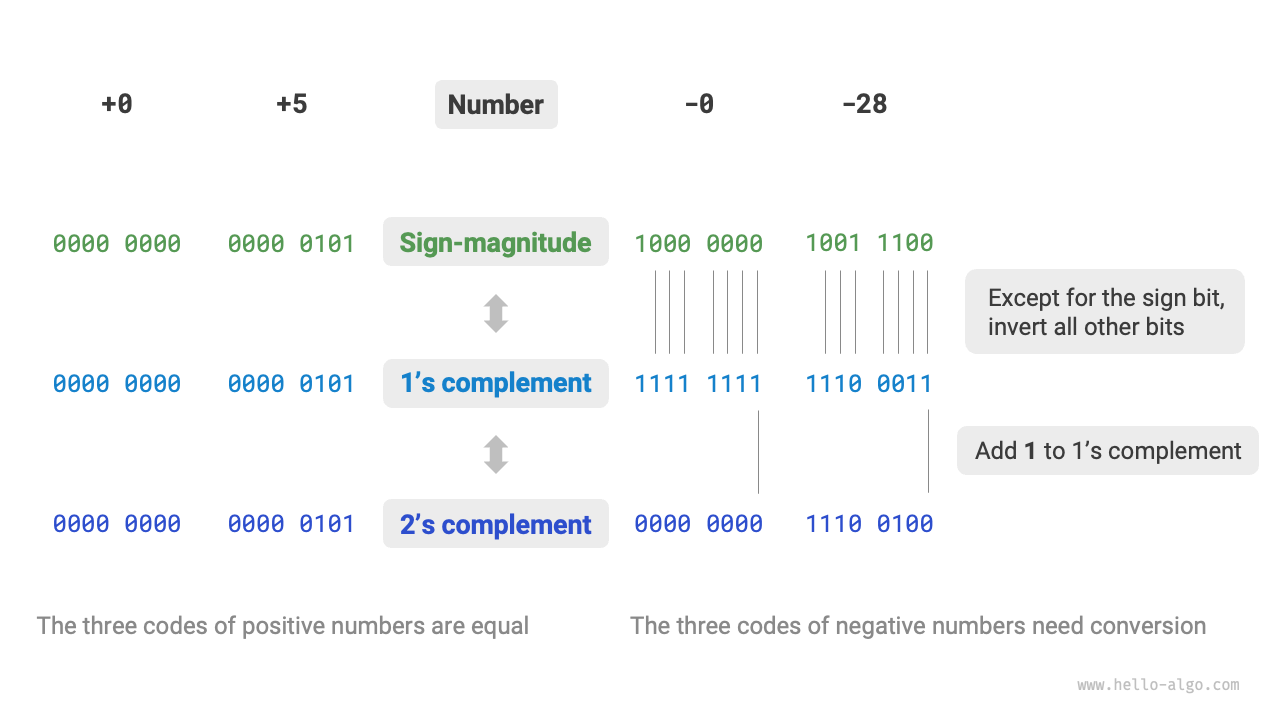 +0 +5 Number −0 −28
0000 0000 0000 0101 Sign-magnitude 1000 0000 1001 1100
Except for the sign bit,
invert all other bits
0000 0000 0000 0101 1’s complement 1111 1111 1110 0011
Add 1 to 1’s complement
0000 0000 0000 0101 2’s complement 0000 0000 1110 0100
The three codes of positive numbers are equal
The three codes of negative numbers need conversion
www.hello-algo.com